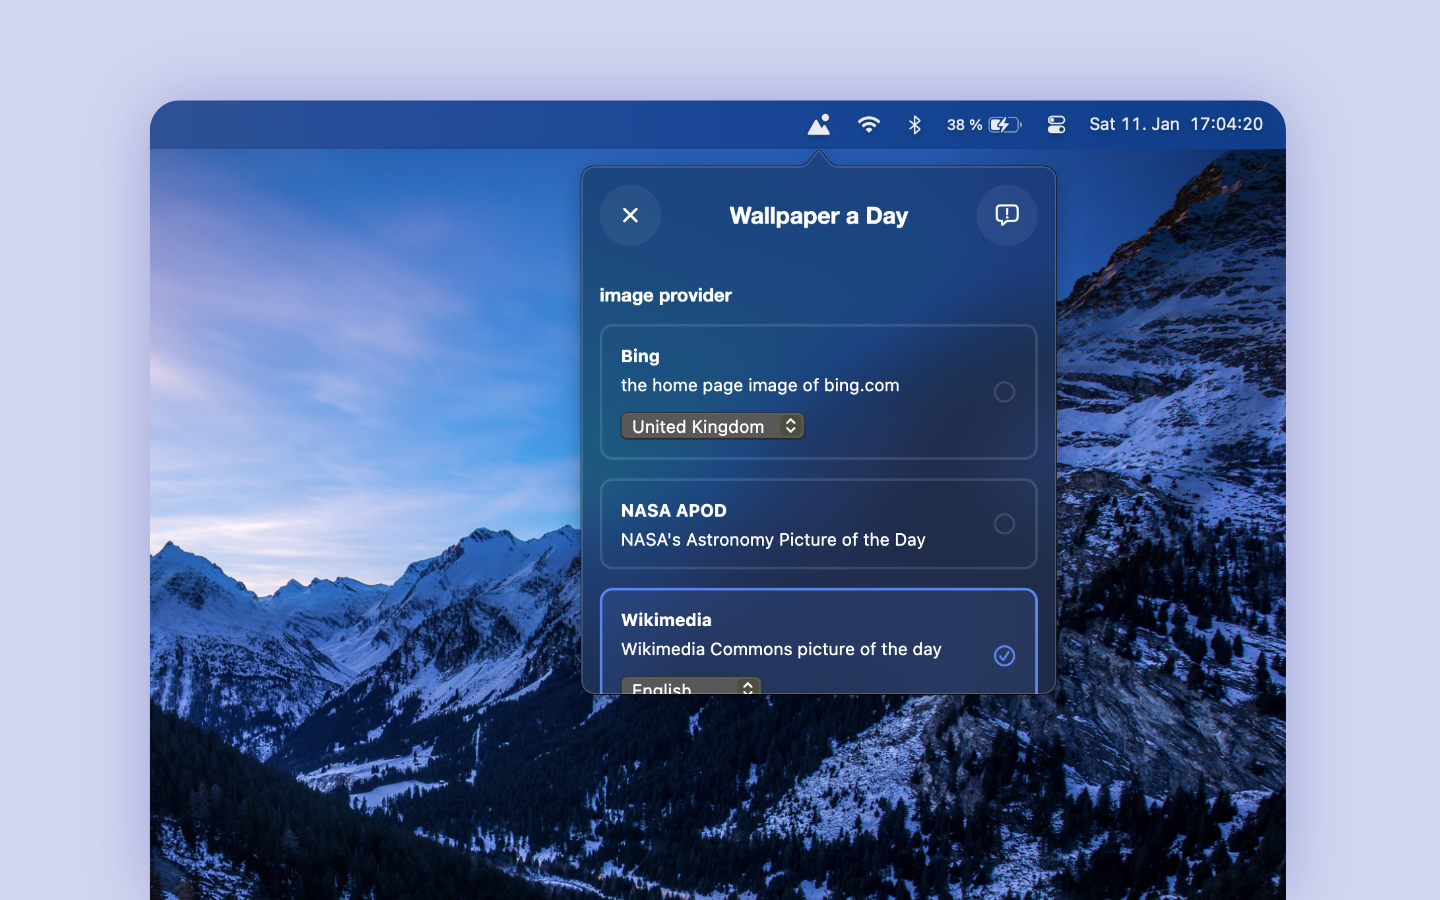 38 %
Sat 11. Jan 17:04:20
Wallpaper a Day
image provider
Bing
the home page image of bing.com
United Kingdom
NASA APOD
NASA's Astronomy Picture of the Day
Wikimedia
Wikimedia Commons picture of the day
English